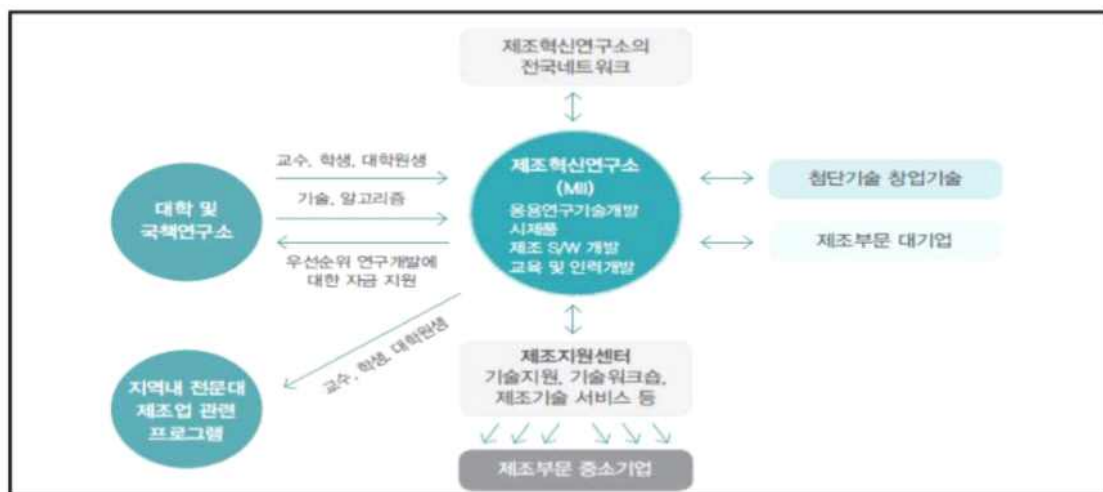 제조혁신연구소의
전국네트워크
교수, 학생, 대학원생
기술, 알고리즘
대학 및
국책연구소
우선순위 연구개발에
대한 자금 지원
제조혁신연구소
(MII)
응용연구기술개발
시제품
제조 S/W 개발
교육 및 인력개발
첨단기술 창업기술
제조부문 대기업
교수, 학생, 대학원생
지역내 전문대
제조업 관련
프로그램
제조지원센터
기술지원, 기술워크숍,
제조기술 서비스 등
제조부문 중소기업